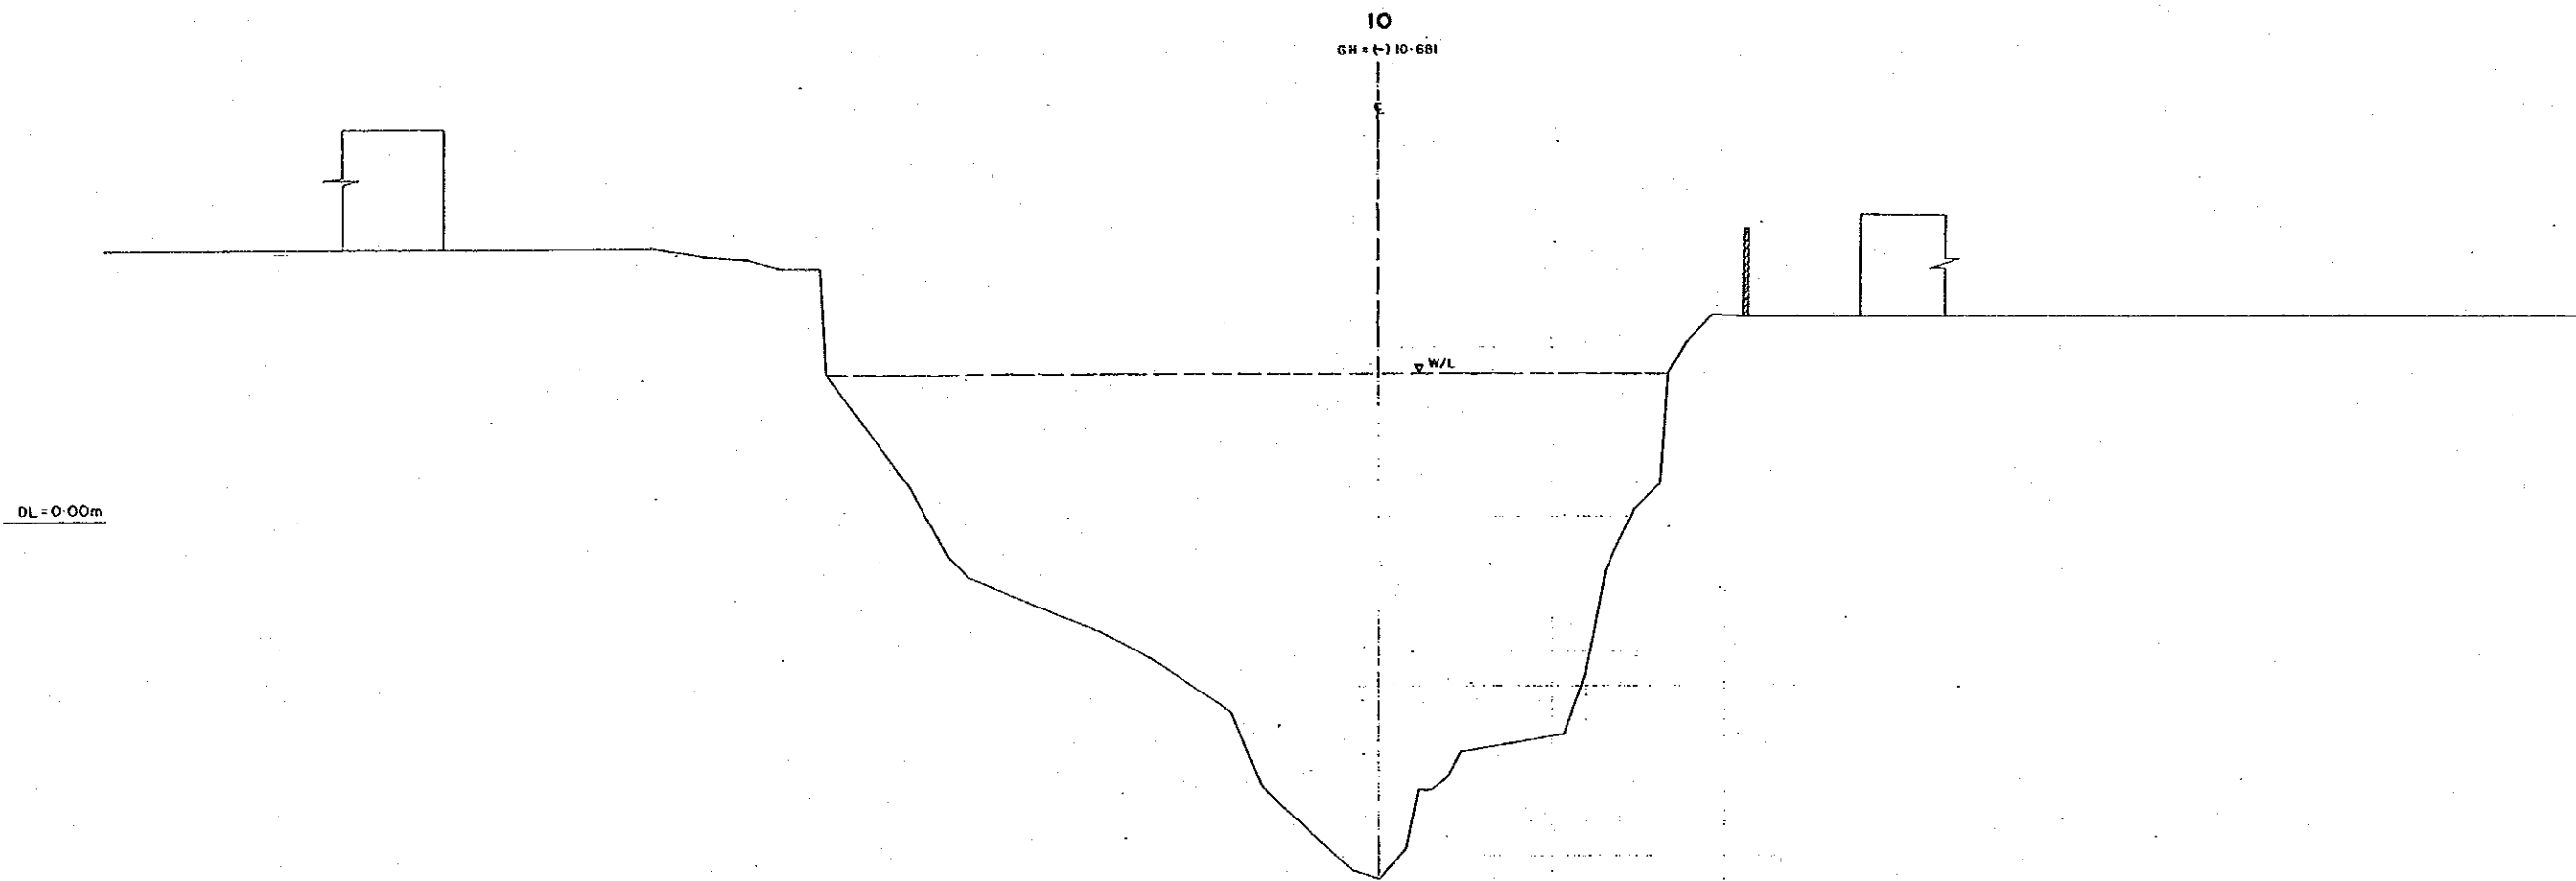 10
GH = (-) 10·681
℄
W/L
DL = 0·00m